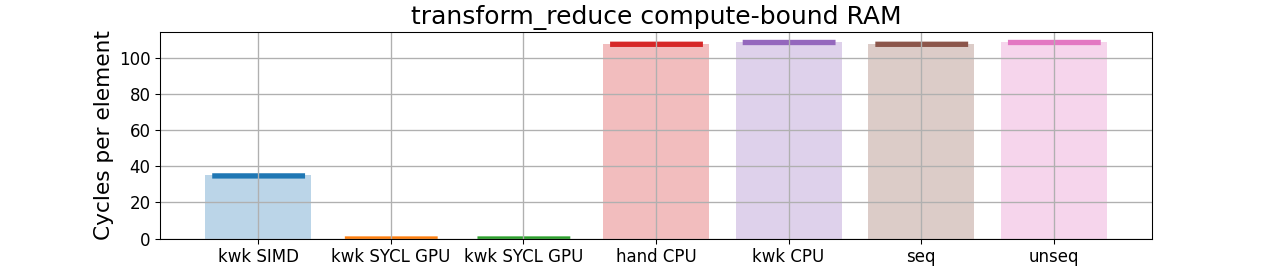 transform_reduce compute-bound RAM
Cycles per element
100
80
60
40
20
0
kwk SIMD
kwk SYCL GPU
kwk SYCL GPU
hand CPU
kwk CPU
seq
unseq